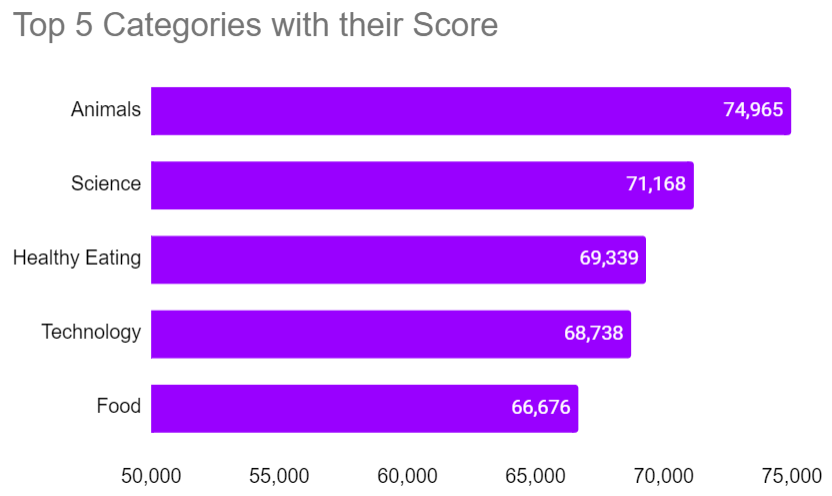 Top 5 Categories with their Score
Animals 74,965
Science 71,168
Healthy Eating 69,339
Technology 68,738
Food 66,676
50,000 55,000 60,000 65,000 70,000 75,000